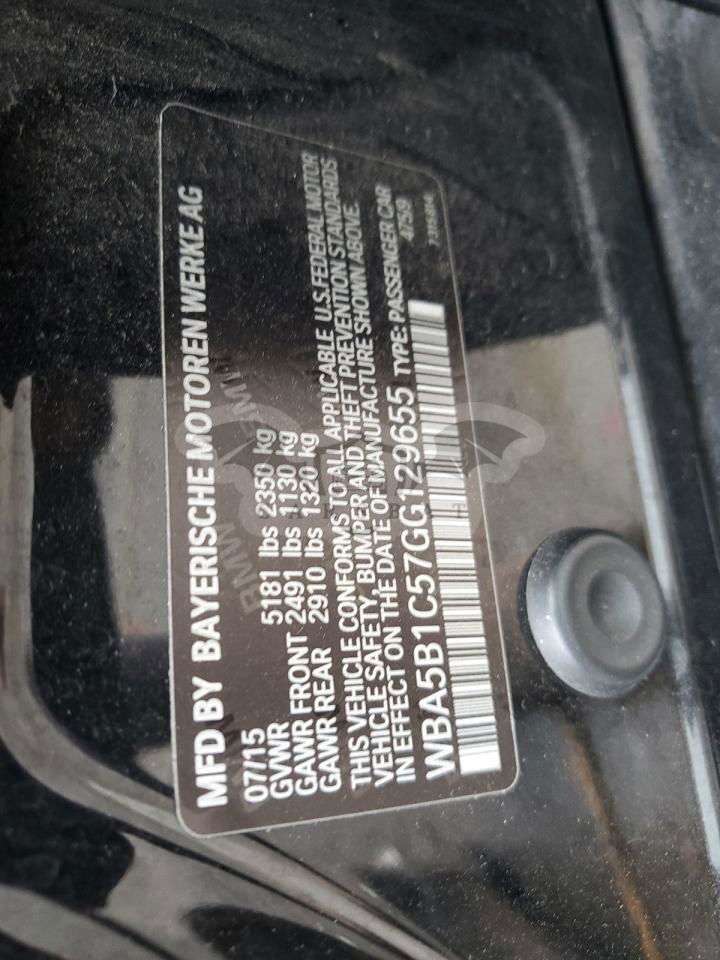 MFD BY BAYERISCHE MOTOREN WERKE AG
07/15
GVWR 5181 lbs 2350 kg
GAWR FRONT 2491 lbs 1130 kg
GAWR REAR 2910 lbs 1320 kg
THIS VEHICLE CONFORMS TO ALL APPLICABLE U.S. FEDERAL MOTOR
VEHICLE SAFETY, BUMPER AND THEFT PREVENTION STANDARDS
IN EFFECT ON THE DATE OF MANUFACTURE SHOWN ABOVE.
WBA5B1C57GG129655 TYPE: PASSENGER CAR
475/9